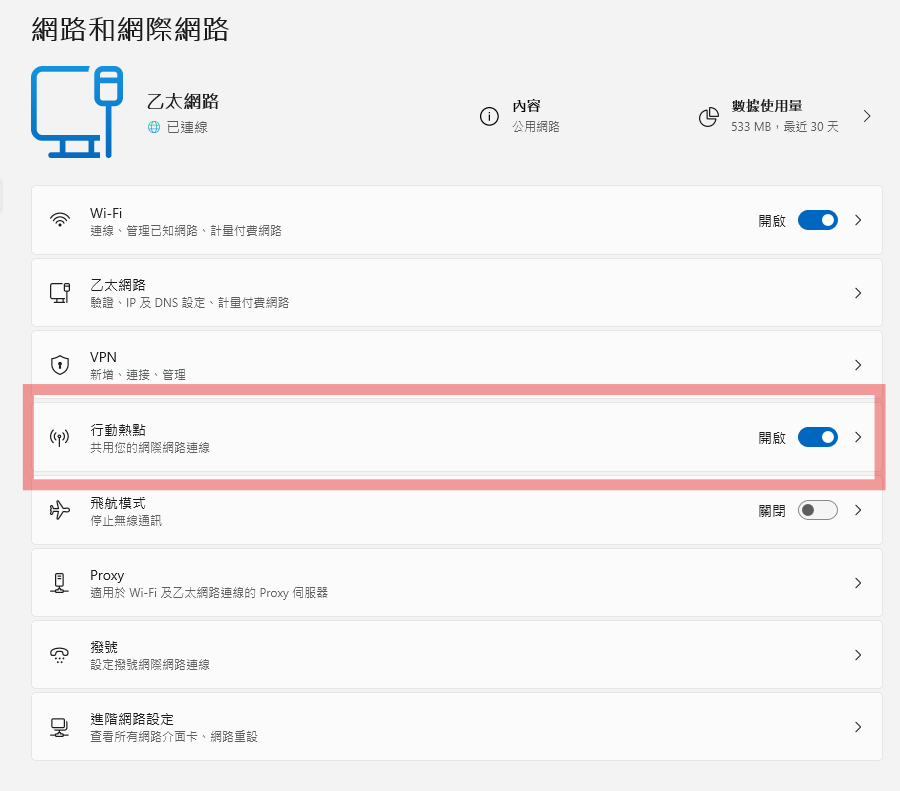 網路和網際網路
乙太網路
已連線
內容
公用網路
數據使用量
533 MB，最近 30 天
Wi-Fi
連線、管理已知網路、計量付費網路
開啟
乙太網路
驗證、IP 及 DNS 設定、計量付費網路
VPN
新增、連接、管理
行動熱點
共用您的網際網路連線
開啟
飛航模式
停止無線通訊
關閉
Proxy
適用於 Wi-Fi 及乙太網路連線的 Proxy 伺服器
撥號
設定撥號網際網路連線
進階網路設定
查看所有網路介面卡、網路重設